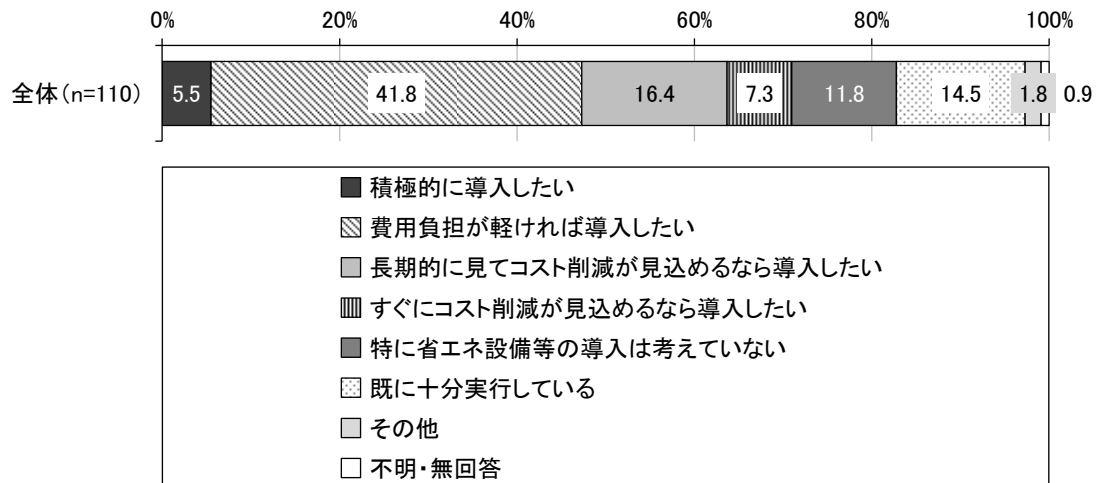 0% 20% 40% 60% 80% 100%
全体(n=110) 5.5 41.8 16.4 7.3 11.8 14.5 1.8 0.9
積極的に導入したい
費用負担が軽ければ導入したい
長期的に見てコスト削減が見込めるなら導入したい
すぐにコスト削減が見込めるなら導入したい
特に省エネ設備等の導入は考えていない
既に十分実行している
その他
不明・無回答